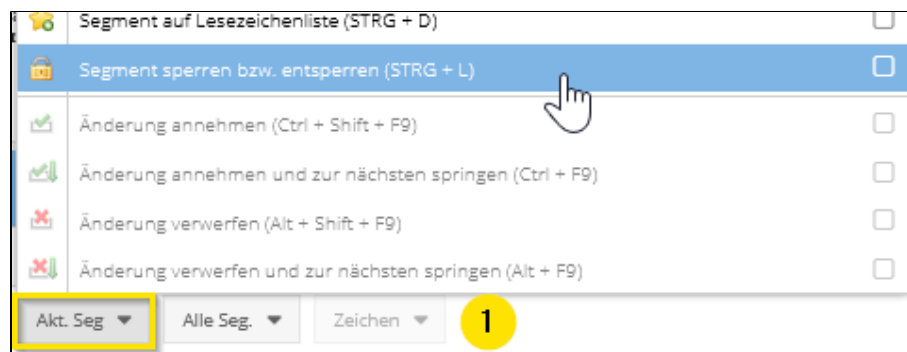 Segment auf Lesezeichenliste (STRG + D)
Segment sperren bzw. entsperren (STRG + L)
Änderung annehmen (Ctrl + Shift + F9)
Änderung annehmen und zur nächsten springen (Ctrl + F9)
Änderung verwerfen (Alt + Shift + F9)
Änderung verwerfen und zur nächsten springen (Alt + F9)
Akt. Seg Alle Seg. Zeichen 1